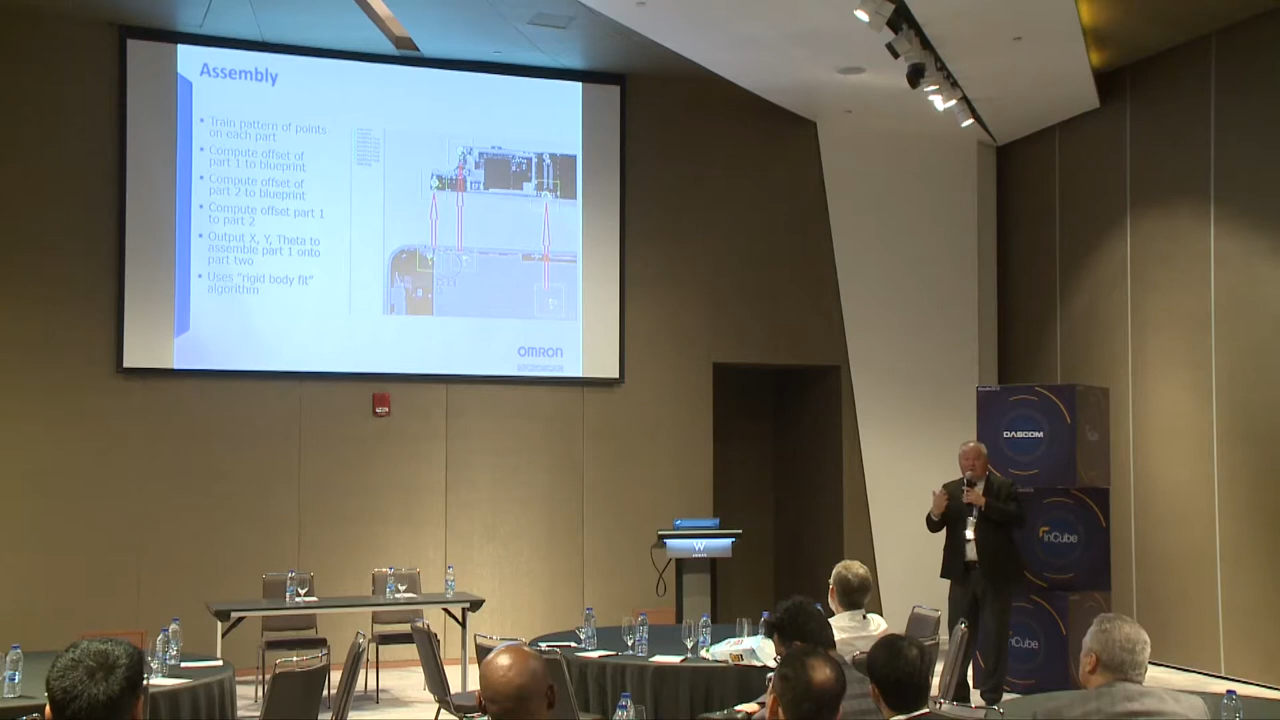 Assembly
• Train pattern of points
on each part
• Compute offset of
part 1 to blueprint
• Compute offset of
part 2 to blueprint
• Compute offset part 1
to part 2
• Output X, Y, Theta to
assemble part 1 onto
part two
• Uses "rigid body fit"
algorithm
OMRON
DASCOM
inCube
inCube
W